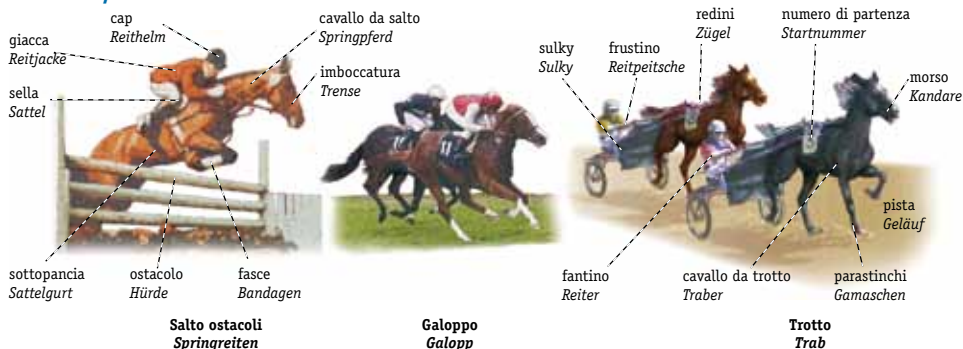 cap
Reithelm
giacca
Reitjacke
sella
Sattel
cavallo da salto
Springpferd
imboccatura
Trense
sottopancia
Sattelgurt
ostacolo
Hürde
fasce
Bandagen
Salto ostacoli
Springreiten
Galoppo
Galopp
sulky
Sulky
frustino
Reitpeitsche
redini
Zügel
numero di partenza
Startnummer
morso
Kandare
pista
Geläuf
fantino
Reiter
cavallo da trotto
Traber
parastinchi
Gamaschen
Trotto
Trab